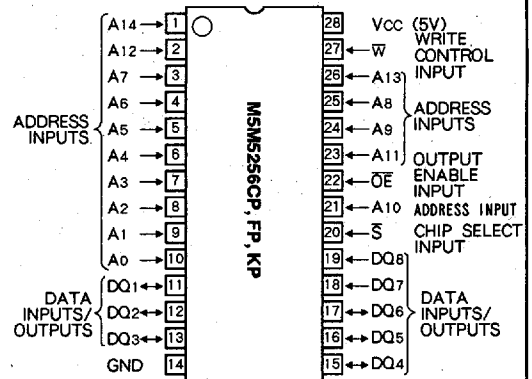 A14 1
A12 2
A7 3
A6 4
A5 5
A4 6
A3 7
A2 8
A1 9
A0 10
ADDRESS
INPUTS
DQ1 11
DQ2 12
DQ3 13
DATA
INPUTS/
OUTPUTS
GND 14
M5M5256CP, FP, KP
28 VCC (5V)
27 W̅ WRITE
CONTROL
INPUT
26 A13
25 A8
24 A9
23 A11
ADDRESS
INPUTS
22 O̅E̅ OUTPUT
ENABLE
INPUT
21 A10 ADDRESS INPUT
20 S̅ CHIP SELECT
INPUT
19 DQ8
18 DQ7
17 DQ6
16 DQ5
15 DQ4
DATA
INPUTS/
OUTPUTS